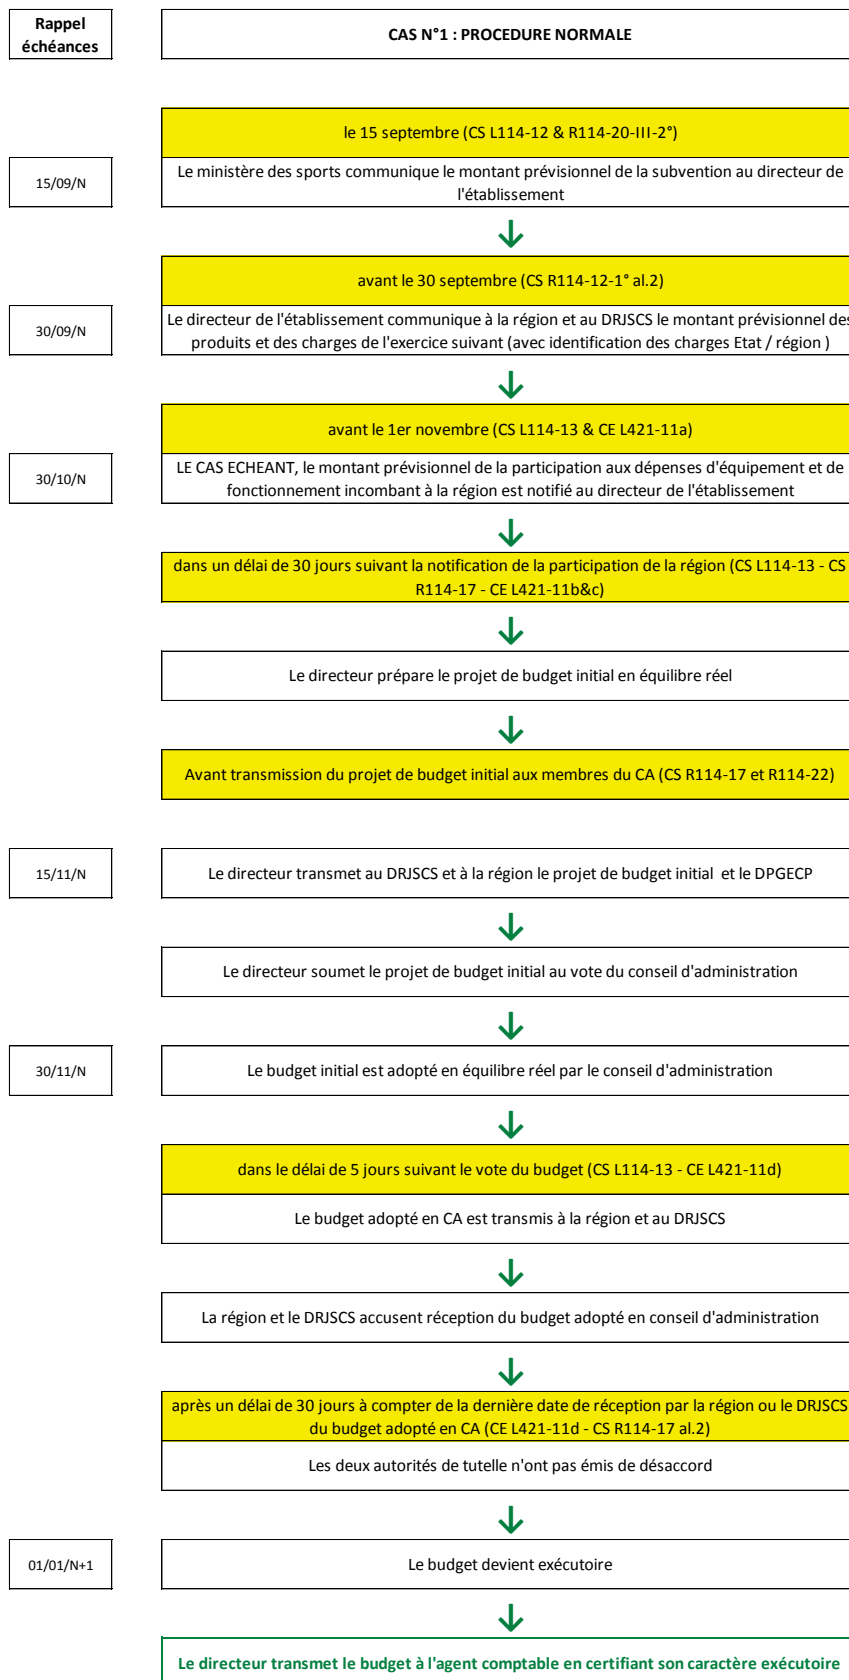 Rappel
échéances
CAS N°1 : PROCEDURE NORMALE
le 15 septembre (CS L114-12 & R114-20-III-2°)
15/09/N
Le ministère des sports communique le montant prévisionnel de la subvention au directeur de
l'établissement
avant le 30 septembre (CS R114-12-1° al.2)
30/09/N
Le directeur de l'établissement communique à la région et au DRJSCS le montant prévisionnel des
produits et des charges de l'exercice suivant (avec identification des charges Etat / région )
avant le 1er novembre (CS L114-13 & CE L421-11a)
30/10/N
LE CAS ECHEANT, le montant prévisionnel de la participation aux dépenses d'équipement et de
fonctionnement incombant à la région est notifié au directeur de l'établissement
dans un délai de 30 jours suivant la notification de la participation de la région (CS L114-13 - CS
R114-17 - CE L421-11b&c)
Le directeur prépare le projet de budget initial en équilibre réel
Avant transmission du projet de budget initial aux membres du CA (CS R114-17 et R114-22)
15/11/N
Le directeur transmet au DRJSCS et à la région le projet de budget initial et le DPGECP
Le directeur soumet le projet de budget initial au vote du conseil d'administration
30/11/N
Le budget initial est adopté en équilibre réel par le conseil d'administration
dans le délai de 5 jours suivant le vote du budget (CS L114-13 - CE L421-11d)
Le budget adopté en CA est transmis à la région et au DRJSCS
La région et le DRJSCS accusent réception du budget adopté en conseil d'administration
après un délai de 30 jours à compter de la dernière date de réception par la région ou le DRJSCS
du budget adopté en CA (CE L421-11d - CS R114-17 al.2)
Les deux autorités de tutelle n'ont pas émis de désaccord
01/01/N+1
Le budget devient exécutoire
Le directeur transmet le budget à l'agent comptable en certifiant son caractère exécutoire